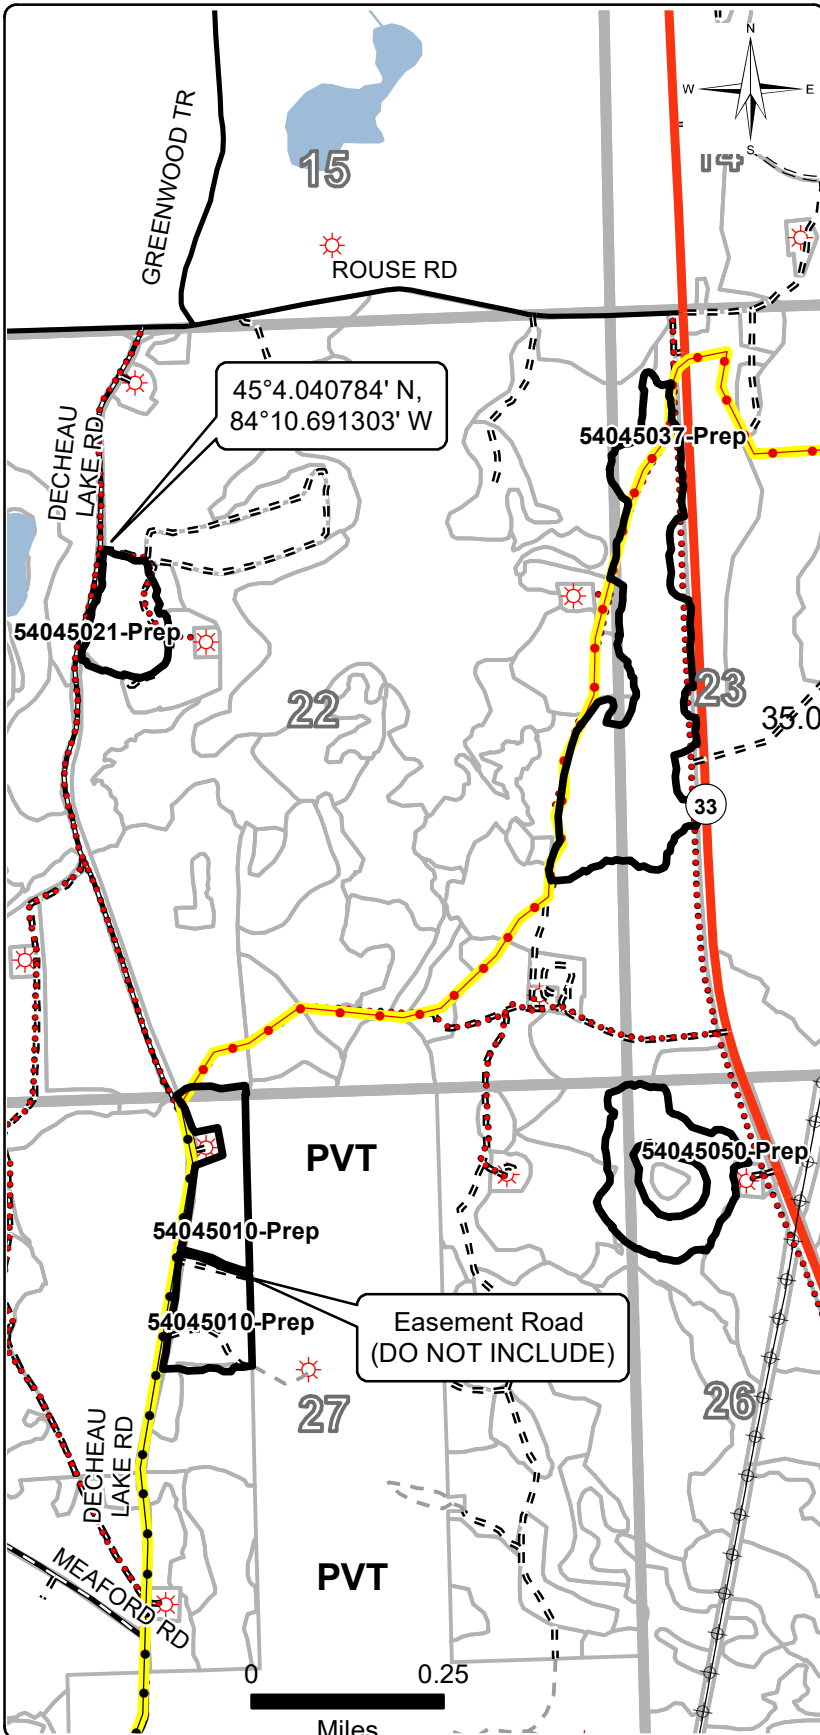 N
W
E
S
GREENWOOD TR
15
14
ROUSE RD
45°4.040784' N,
84°10.691303' W
DECHEAU
LAKE RD
54045037-Prep
54045021-Prep
22
23
35.0
33
PVT
54045050-Prep
54045010-Prep
54045010-Prep
Easement Road
(DO NOT INCLUDE)
27
26
DECHEAU
LAKE RD
MEAFORD RD
PVT
0
0.25
Miles